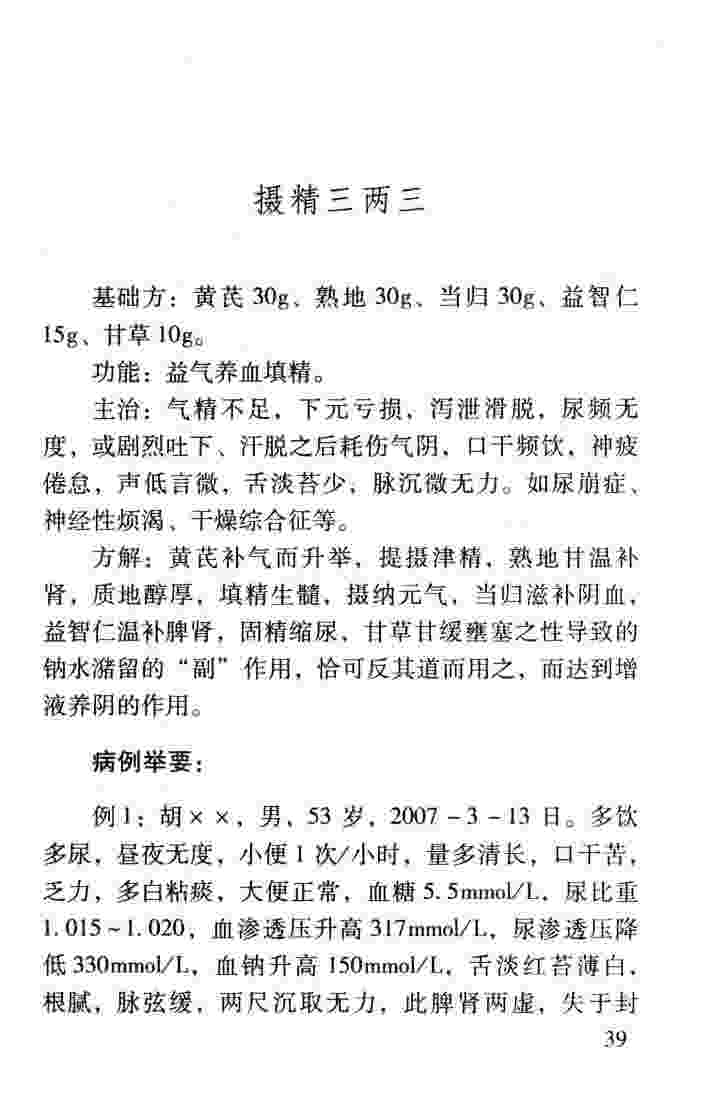 摄精三两三
基础方：黄芪 30g、熟地 30g、当归 30g、益智仁
15g、甘草 10g。
功能：益气养血填精。
主治：气精不足，下元亏损，泻泄滑脱，尿频无
度，或剧烈吐下、汗脱之后耗伤气阴，口干频饮，神疲
倦怠，声低言微，舌淡苔少，脉沉微无力。如尿崩症、
神经性烦渴、干燥综合征等。
方解：黄芪补气而升举，提摄津精，熟地甘温补
肾，质地醇厚，填精生髓，摄纳元气，当归滋补阴血，
益智仁温补脾肾，固精缩尿，甘草甘缓壅塞之性导致的
钠水潴留的“副”作用，恰可反其道而用之，而达到增
液养阴的作用。
病例举要：
例 1：胡××，男，53 岁，2007－3－13 日。多饮
多尿，昼夜无度，小便 1 次/小时，量多清长，口干苦，
乏力，多白粘痰，大便正常，血糖 5.5mmol/L，尿比重
1.015~1.020，血渗透压升高 317mmol/L，尿渗透压降
低 330mmol/L，血钠升高 150mmol/L，舌淡红苔薄白，
根腻，脉弦缓，两尺沉取无力，此脾肾两虚，失于封
39